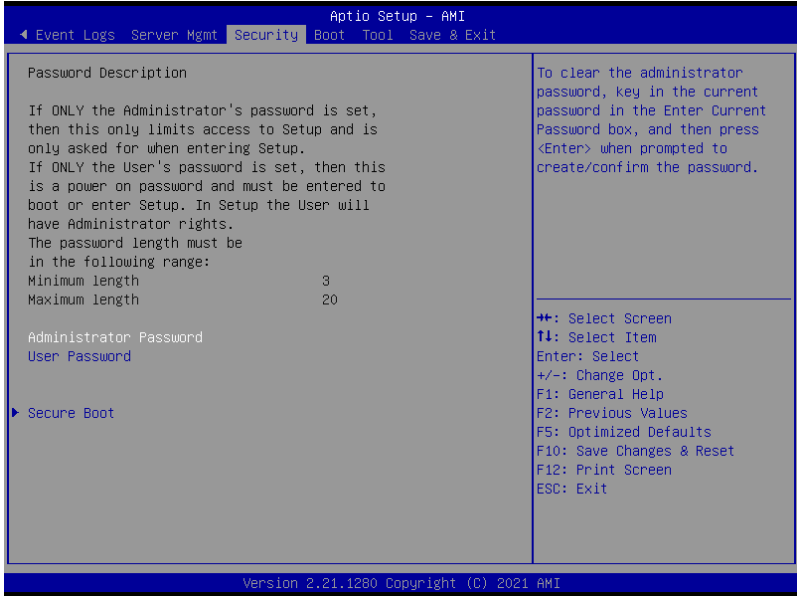 Aptio Setup – AMI
Event Logs Server Mgmt Security Boot Tool Save & Exit
Password Description
If ONLY the Administrator's password is set,
then this only limits access to Setup and is
only asked for when entering Setup.
If ONLY the User's password is set, then this
is a power on password and must be entered to
boot or enter Setup. In Setup the User will
have Administrator rights.
The password length must be
in the following range:
Minimum length 3
Maximum length 20
Administrator Password
User Password
Secure Boot
To clear the administrator
password, key in the current
password in the Enter Current
Password box, and then press
<Enter> when prompted to
create/confirm the password.
→←: Select Screen
↑↓: Select Item
Enter: Select
+/-: Change Opt.
F1: General Help
F2: Previous Values
F5: Optimized Defaults
F10: Save Changes & Reset
F12: Print Screen
ESC: Exit
Version 2.21.1280 Copyright (C) 2021 AMI